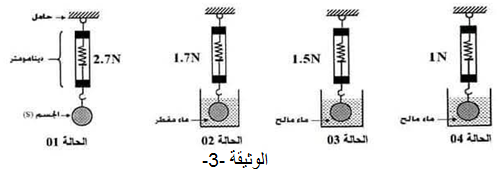 حامل
دينامومتر
2.7N
الجسم (S)
الحالة 01
1.7N
ماء مقطر
الحالة 02
1.5N
ماء مالح
الحالة 03
1N
ماء مالح
الحالة 04
الوثيقة -3-